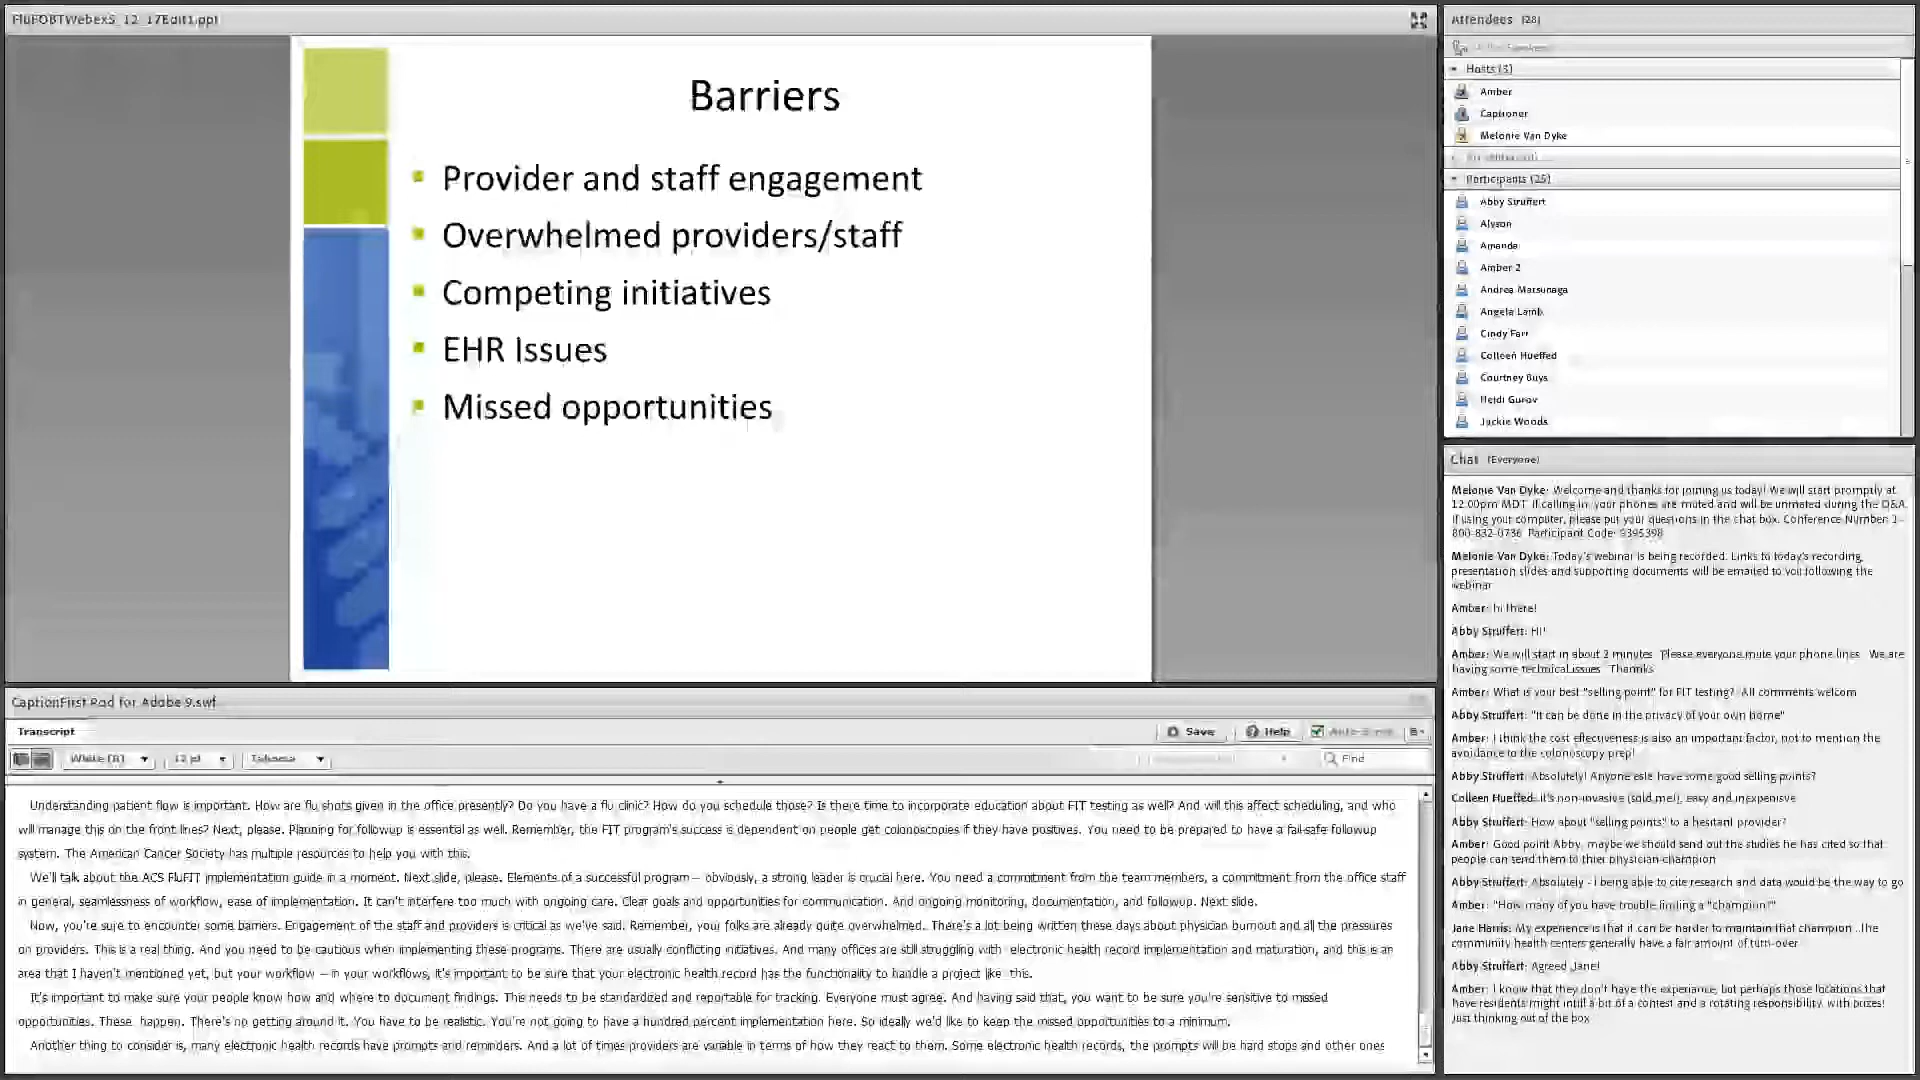 FluFOBTWebex5_12_17Edit1.ppt
Barriers
Provider and staff engagement
Overwhelmed providers/staff
Competing initiatives
EHR Issues
Missed opportunities
CaptionFirst Pod for Adobe 9.swf
Transcript
Save
Help
White (B)
12 pt
Tahoma
Find
Understanding patient flow is important. How are flu shots given in the office presently? Do you have a flu clinic? How do you schedule those? Is there time to incorporate education about FIT testing as well? And will this affect scheduling, and who
will manage this on the front lines? Next, please. Planning for followup is essential as well. Remember, the FIT program's success is dependent on people get colonoscopies if they have positives. You need to be prepared to have a fail-safe followup
system. The American Cancer Society has multiple resources to help you with this.
We'll talk about the ACS FluFIT implementation guide in a moment. Next slide, please. Elements of a successful program -- obviously, a strong leader is crucial here. You need a commitment from the team members, a commitment from the office staff
in general, seamlessness of workflow, ease of implementation. It can't interfere too much with ongoing care. Clear goals and opportunities for communication. And ongoing monitoring, documentation, and followup. Next slide.
Now, you're sure to encounter some barriers. Engagement of the staff and providers is critical as we've said. Remember, your folks are already quite overwhelmed. There's a lot being written these days about physician burnout and all the pressures
on providers. This is a real thing. And you need to be cautious when implementing these programs. There are usually conflicting initiatives. And many offices are still struggling with electronic health record implementation and maturation, and this is an
area that I haven't mentioned yet, but your workflow -- in your workflows, it's important to be sure that your electronic health record has the functionality to handle a project like this.
It's important to make sure your people know how and where to document findings. This needs to be standardized and reportable for tracking. Everyone must agree. And having said that, you want to be sure you're sensitive to missed
opportunities. These happen. There's no getting around it. You have to be realistic. You're not going to have a hundred percent implementation here. So ideally we'd like to keep the missed opportunities to a minimum.
Another thing to consider is, many electronic health records have prompts and reminders. And a lot of times providers are variable in terms of how they react to them. Some electronic health records, the prompts will be hard stops and other ones
Attendees (28)
Hosts (3)
Amber
Captioner
Melonie Van Dyke
Participants (25)
Abby Struffert
Alyson
Amanda
Amber 2
Andrea Matsunaga
Angela Lamb
Cindy Farr
Colleen Hueffed
Courtney Buys
Heidi Gurov
Jackie Woods
Chat (Everyone)
Melonie Van Dyke: Welcome and thanks for joining us today! We will start promptly at
12:00pm MDT. If calling in, your phones are muted and will be unmuted during the Q&A.
If using your computer, please put your questions in the chat box. Conference Number: 1-
800-832-0736 Participant Code: 9395398
Melonie Van Dyke: Today's webinar is being recorded. Links to today's recording,
presentation slides and supporting documents will be emailed to you following the
webinar
Amber: hi there!
Abby Struffert: HI!
Amber: We will start in about 2 minutes Please everyone mute your phone lines We are
having some technical issues Thannks
Amber: What is your best "selling point" for FIT testing? All comments welcom
Abby Struffert: "It can be done in the privacy of your own home"
Amber: I think the cost effectiveness is also an important factor, not to mention the
avoidance to the colonoscopy prep!
Abby Struffert: Absolutely! Anyone esle have some good selling points?
Colleen Hueffed: It's non-invasive (sold me!), easy and inexpensive
Abby Struffert: How about "selling points" to a hesitant provider?
Amber: Good point Abby, maybe we should send out the studies he has cited so that
people can send them to thier physician champion
Abby Struffert: Absolutely - I being able to cite research and data would be the way to go
Amber: "How many of you have trouble finding a "champion?"
Jane Harris: My experience is that it can be harder to maintain that champion...the
community health centers generally have a fair amount of turn-over
Abby Struffert: Agreed Jane!
Amber: I know that they don't have the experience, but perhaps those locations that
have residents might intill a bit of a contest and a rotating responsibility with prizes!
Just thinking out of the box